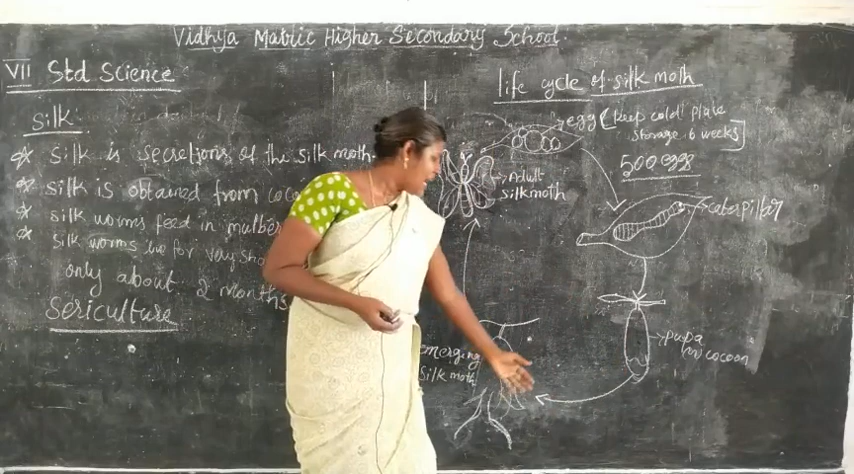 Vidhya Matric Higher Secondary School.
VII Std Science
silk
☆ silk is secretions of the silk moth.
☆ silk is obtained from
☆ silk worms feed in
☆ silk worms live for very
only about 2 months
Sericulture
life cycle of silk moth
egg [keep cold plate
storage. 6 weeks]
500 eggs
Adult
silkmoth
caterpillar
pupa
(or) cocoon
emerging
silk moth